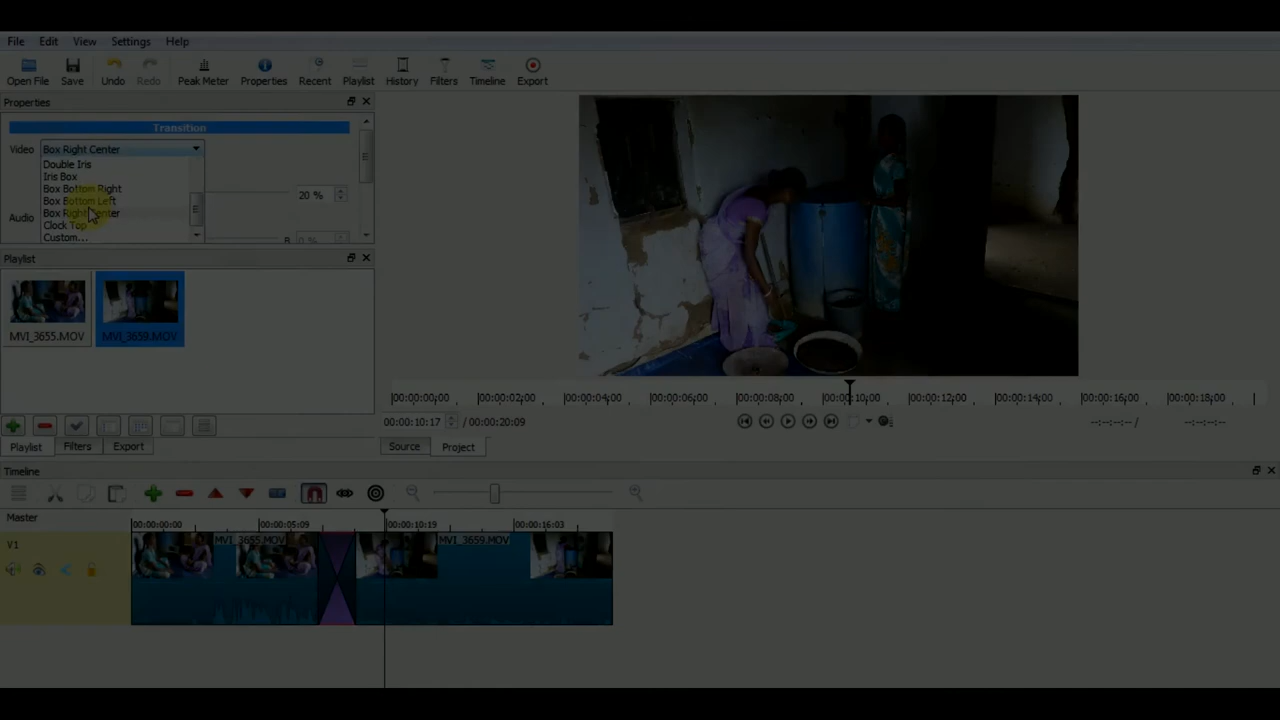 File Edit View Settings Help
Open File Save Undo Redo Peak Meter Properties Recent Playlist History Filters Timeline Export
Properties
Transition
Video Box Right Center
Double Iris
Iris Box
Box Bottom Right
20 %
Box Bottom Left
Box Right Center
Audio
Clock Top
Custom...
B 0 %
Playlist
MVI_3655.MOV MVI_3659.MOV
00:00:00;00 00:00:02;00 00:00:04;00 00:00:06;00 00:00:08;00 00:00:10;00 00:00:12;00 00:00:14;00 00:00:16;00 00:00:18;00
00:00:10:17 / 00:00:20:09 --:--:--:-- / --:--:--:--
Playlist Filters Export Source Project
Timeline
Master 00:00:00:00 00:00:05:09 00:00:10:19 00:00:16:03
V1 MVI_3655.MOV MVI_3659.MOV